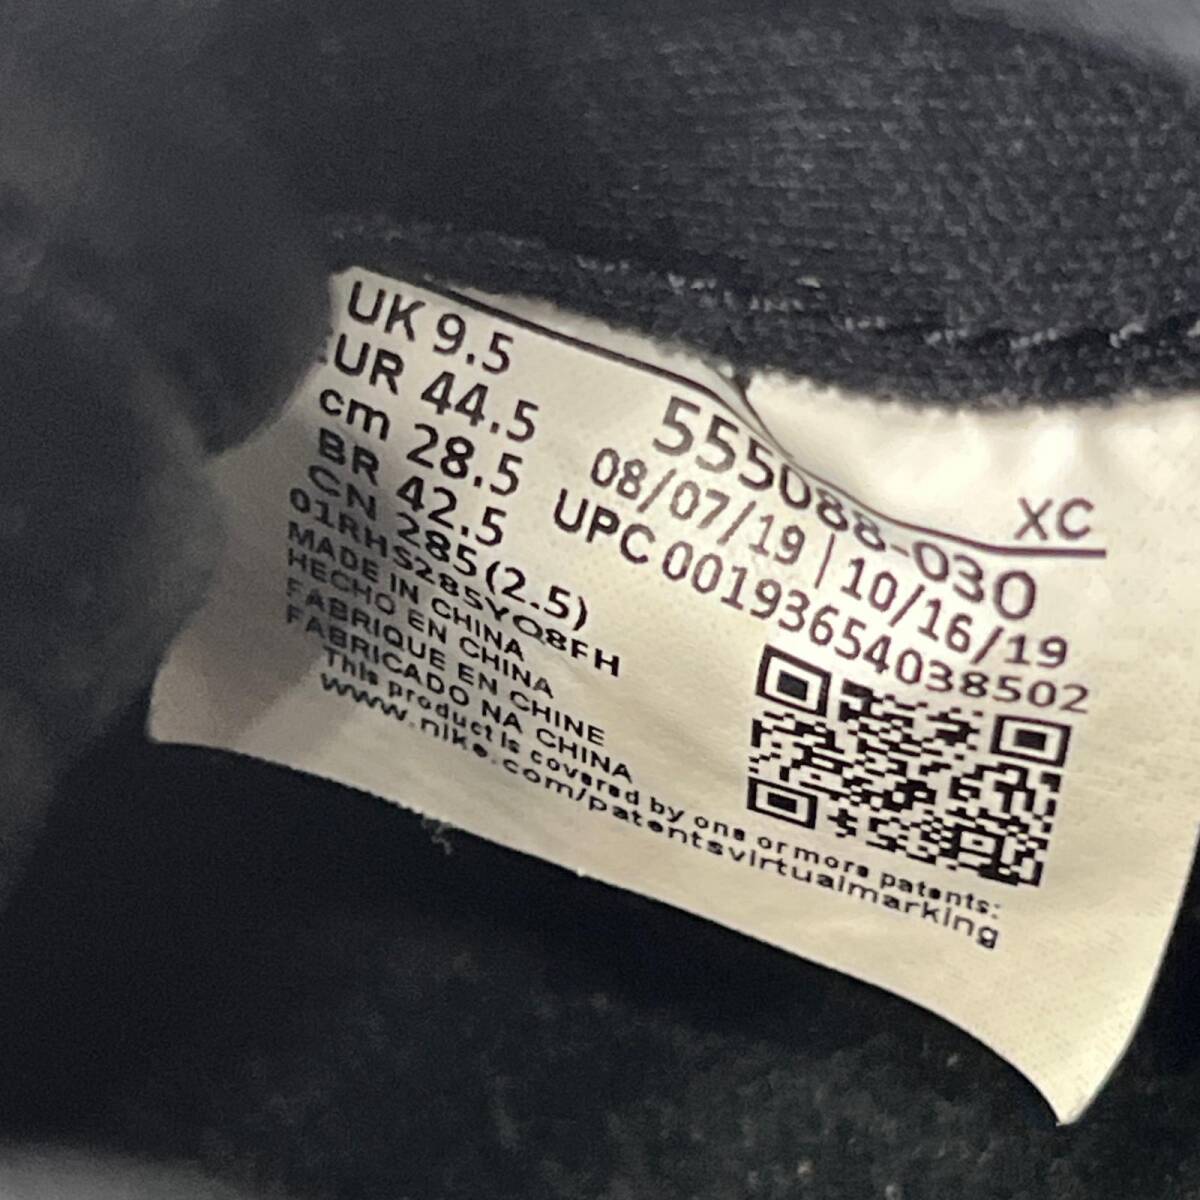 UK 9.5
UR 44.5
cm 28.5
BR 42.5
CN 285(2.5)
01RHS285YQ8FH
MADE IN CHINA
HECHO EN CHINA
FABRIQUE EN CHINE
FABRICADO NA CHINA
This product is covered by one or more patents:
www.nike.com/patentsvirtualmarking
XC
555088-030
08/07/19 | 10/16/19
UPC 00193654038502